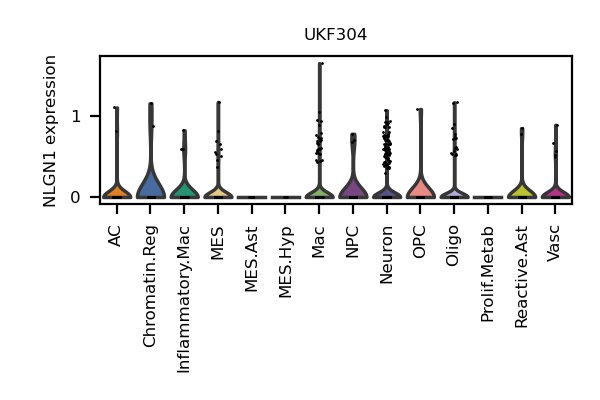 UKF304
NLGN1 expression
1
0
AC
Chromatin.Reg
Inflammatory.Mac
MES
MES.Ast
MES.Hyp
Mac
NPC
Neuron
OPC
Oligo
Prolif.Metab
Reactive.Ast
Vasc